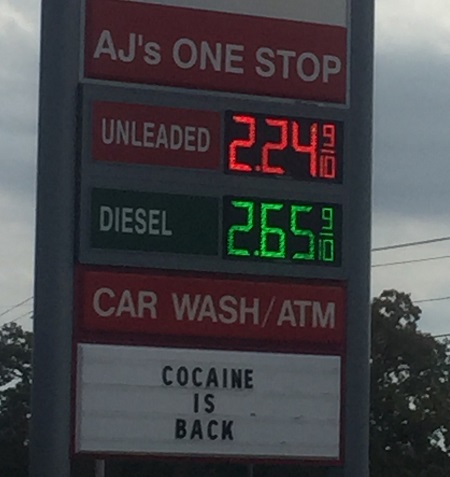 AJ's ONE STOP
UNLEADED 2.24 9/10
DIESEL 2.65 9/10
CAR WASH/ATM
COCAINE
IS
BACK